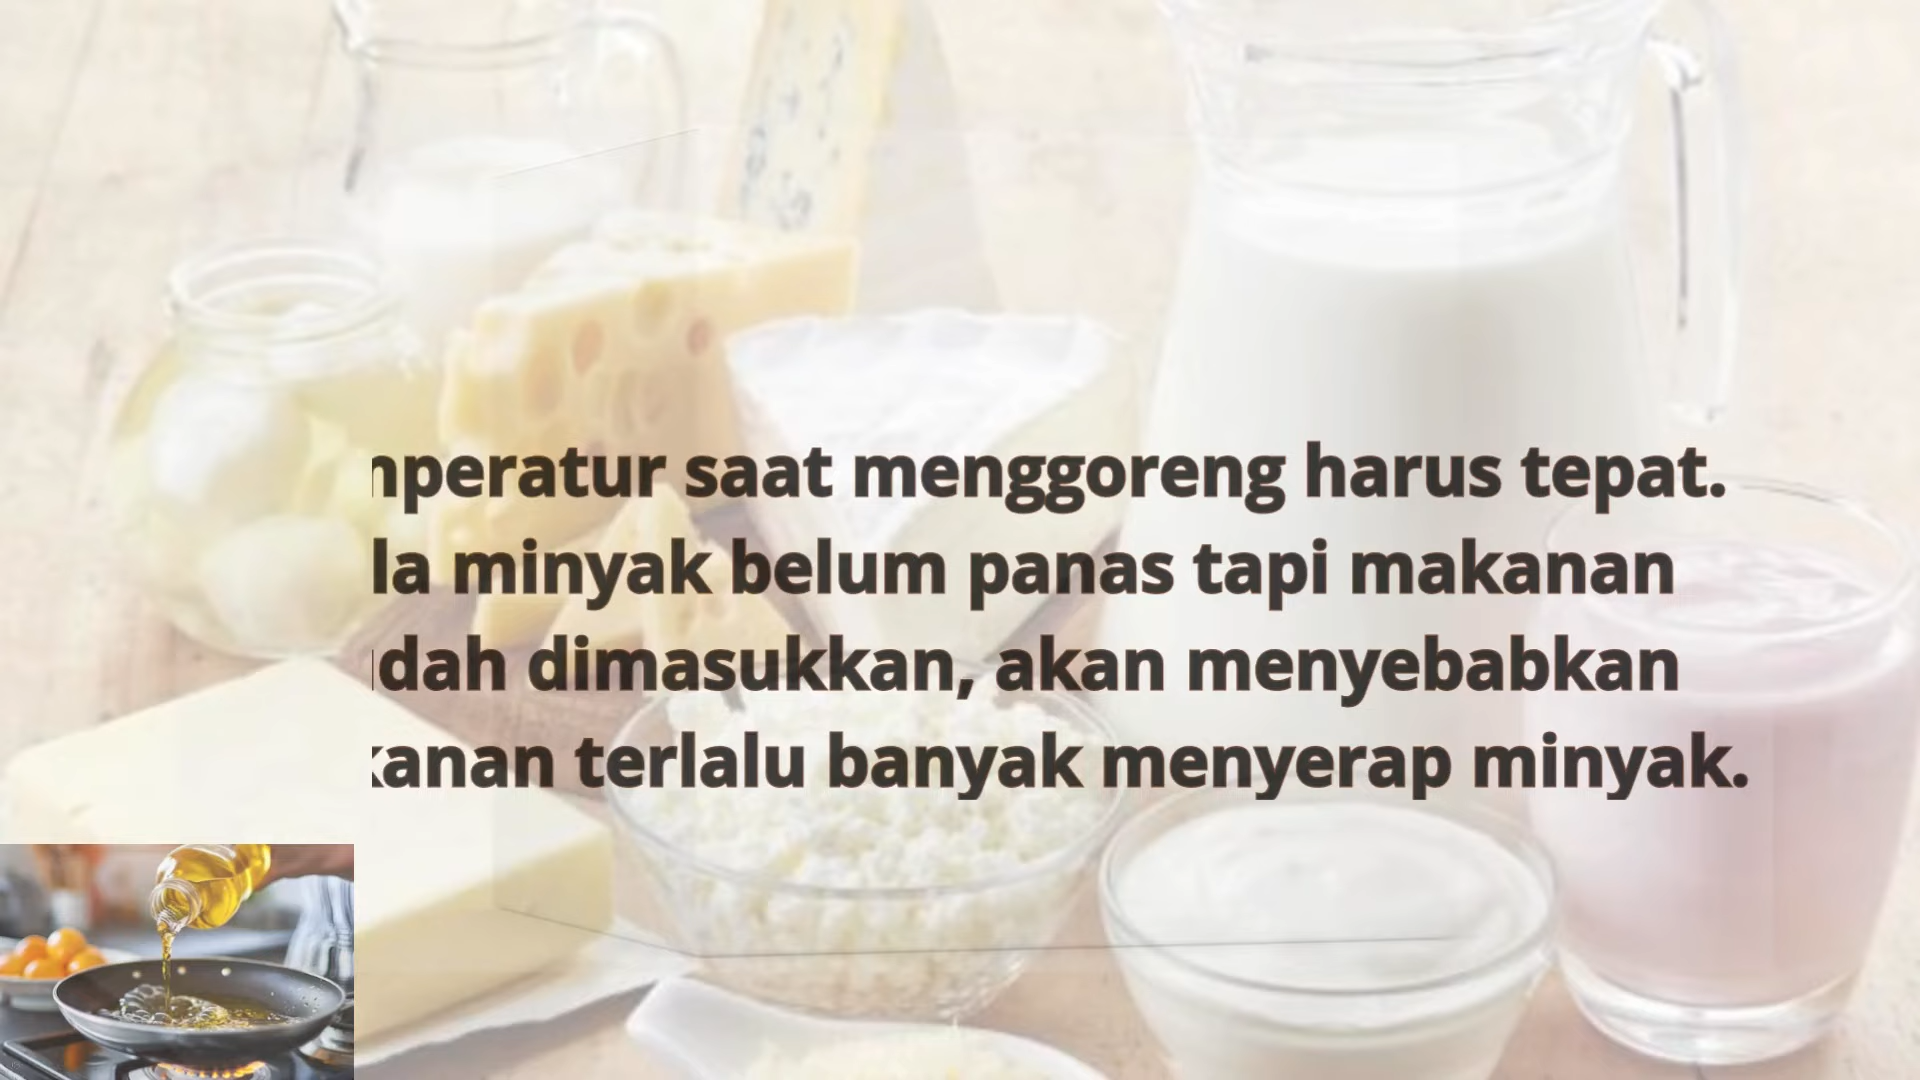 mperatur saat menggoreng harus tepat.
la minyak belum panas tapi makanan
dah dimasukkan, akan menyebabkan
kanan terlalu banyak menyerap minyak.